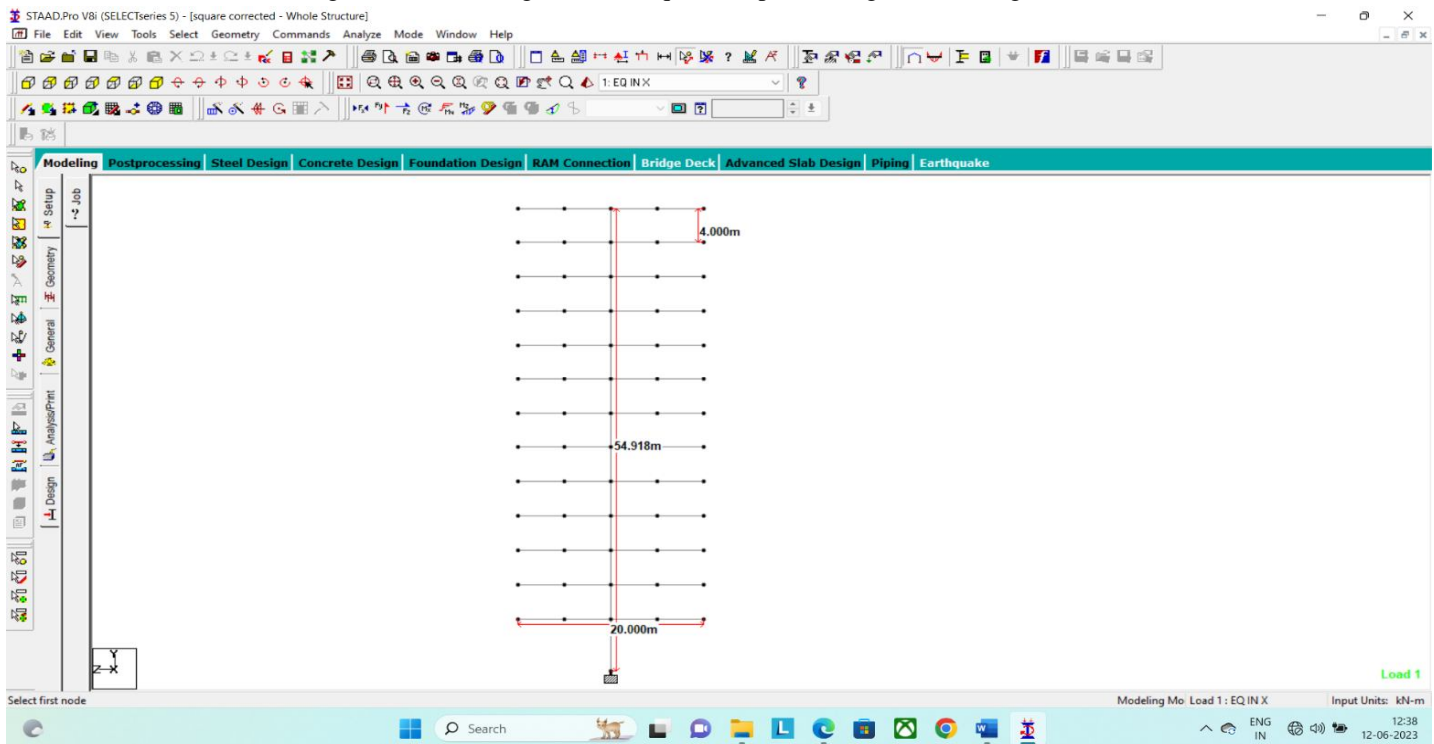 STAAD.Pro V8i (SELECTseries 5) - [square corrected - Whole Structure]
File Edit View Tools Select Geometry Commands Analyze Mode Window Help
1: EQ IN X
Modeling Postprocessing Steel Design Concrete Design Foundation Design RAM Connection Bridge Deck Advanced Slab Design Piping Earthquake
Setup
Geometry
General
Analysis/Print
Design
? Job
4.000m
54.918m
20.000m
Y
Z X
Load 1
Select first node
Modeling Mo Load 1 : EQ IN X Input Units: kN-m
Search
ENG
IN
12:38
12-06-2023